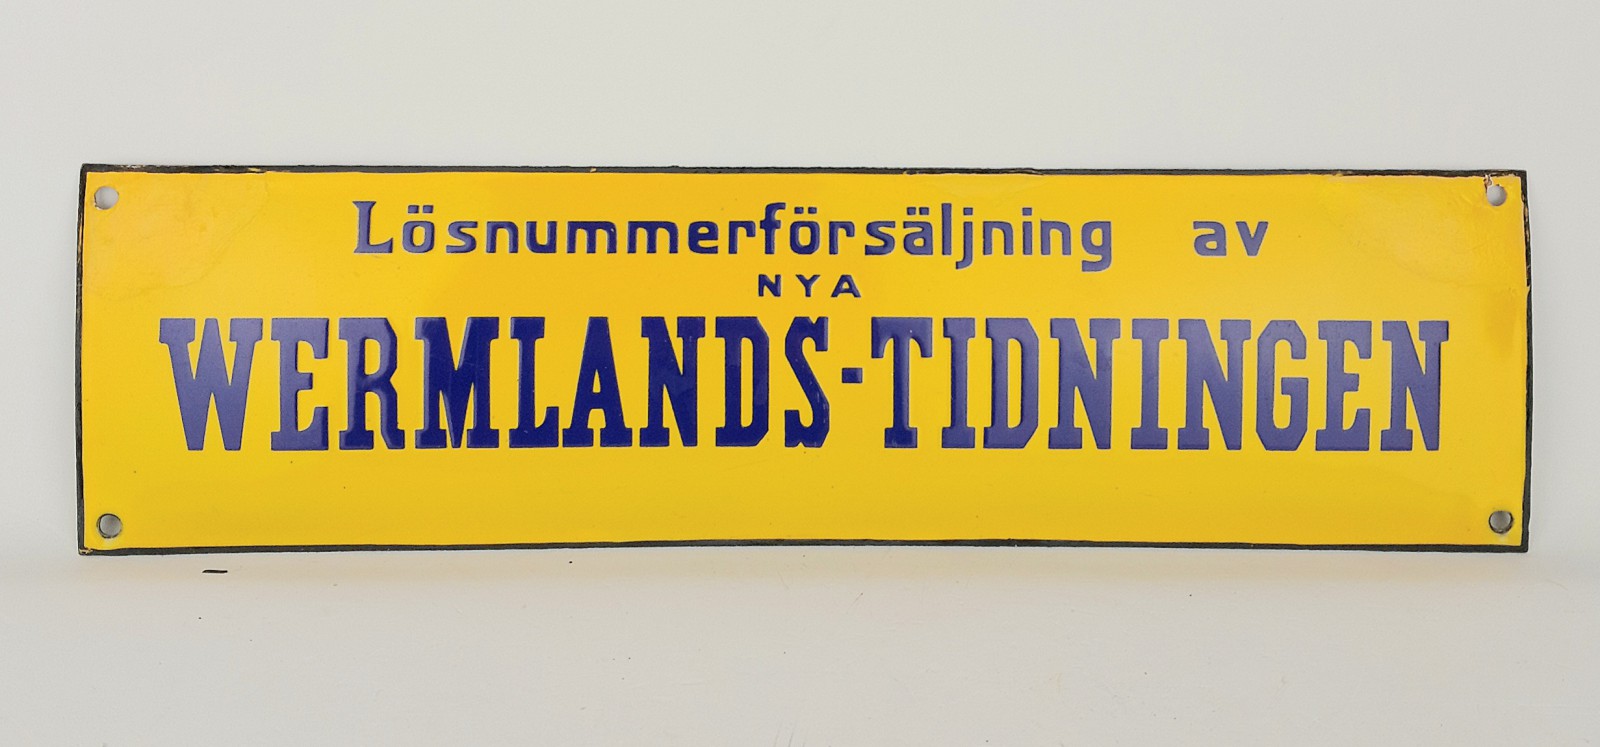 Lösnummerförsäljning av
NYA
WERMLANDS-TIDNINGEN